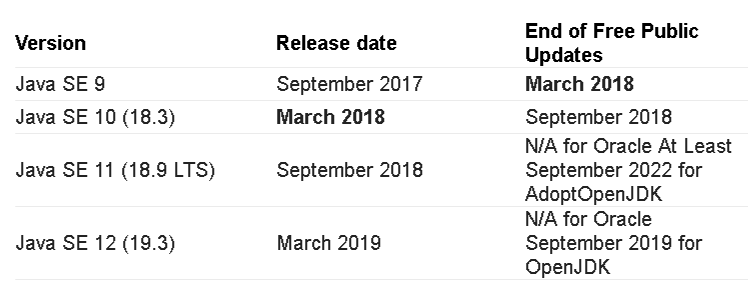 Version Release date End of Free Public
Updates
Java SE 9 September 2017 March 2018
Java SE 10 (18.3) March 2018 September 2018
Java SE 11 (18.9 LTS) September 2018 N/A for Oracle At Least
September 2022 for
AdoptOpenJDK
Java SE 12 (19.3) March 2019 N/A for Oracle
September 2019 for
OpenJDK